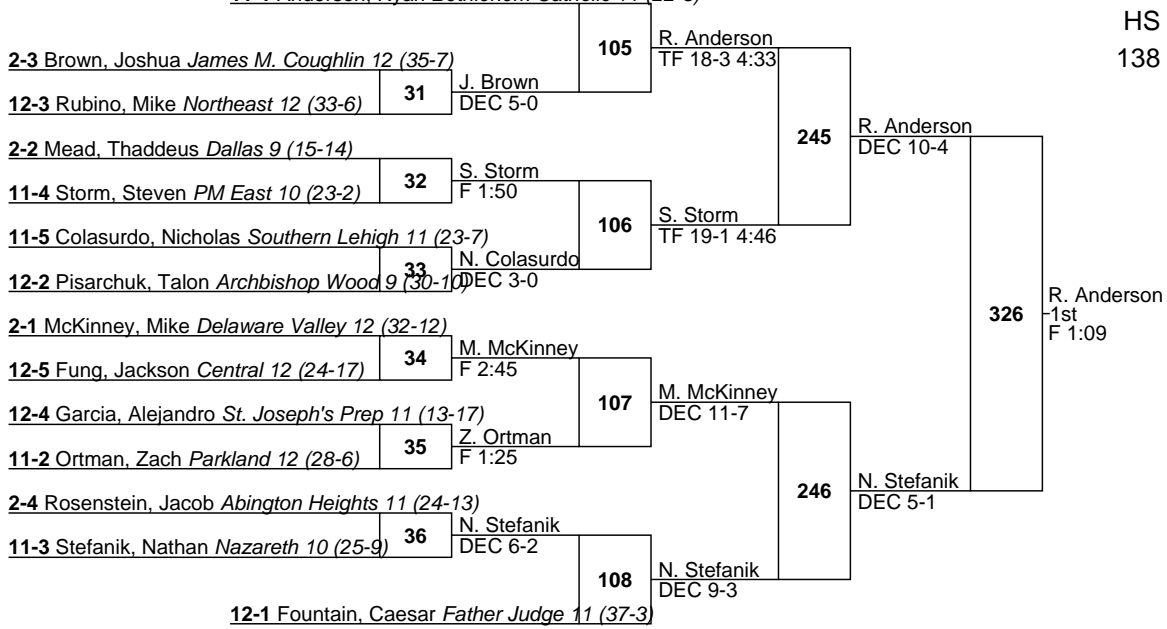 HS
138
105
R. Anderson
TF 18-3 4:33
2-3 Brown, Joshua James M. Coughlin 12 (35-7)
31
J. Brown
DEC 5-0
12-3 Rubino, Mike Northeast 12 (33-6)
245
R. Anderson
DEC 10-4
2-2 Mead, Thaddeus Dallas 9 (15-14)
32
S. Storm
F 1:50
11-4 Storm, Steven PM East 10 (23-2)
106
S. Storm
TF 19-1 4:46
11-5 Colasurdo, Nicholas Southern Lehigh 11 (23-7)
33
N. Colasurdo
DEC 3-0
12-2 Pisarchuk, Talon Archbishop Wood 9 (30-10)
326
R. Anderson
1st
F 1:09
2-1 McKinney, Mike Delaware Valley 12 (32-12)
34
M. McKinney
F 2:45
12-5 Fung, Jackson Central 12 (24-17)
107
M. McKinney
DEC 11-7
12-4 Garcia, Alejandro St. Joseph's Prep 11 (13-17)
35
Z. Ortman
F 1:25
11-2 Ortman, Zach Parkland 12 (28-6)
246
N. Stefanik
DEC 5-1
2-4 Rosenstein, Jacob Abington Heights 11 (24-13)
36
N. Stefanik
DEC 6-2
11-3 Stefanik, Nathan Nazareth 10 (25-9)
108
N. Stefanik
DEC 9-3
12-1 Fountain, Caesar Father Judge 11 (37-3)